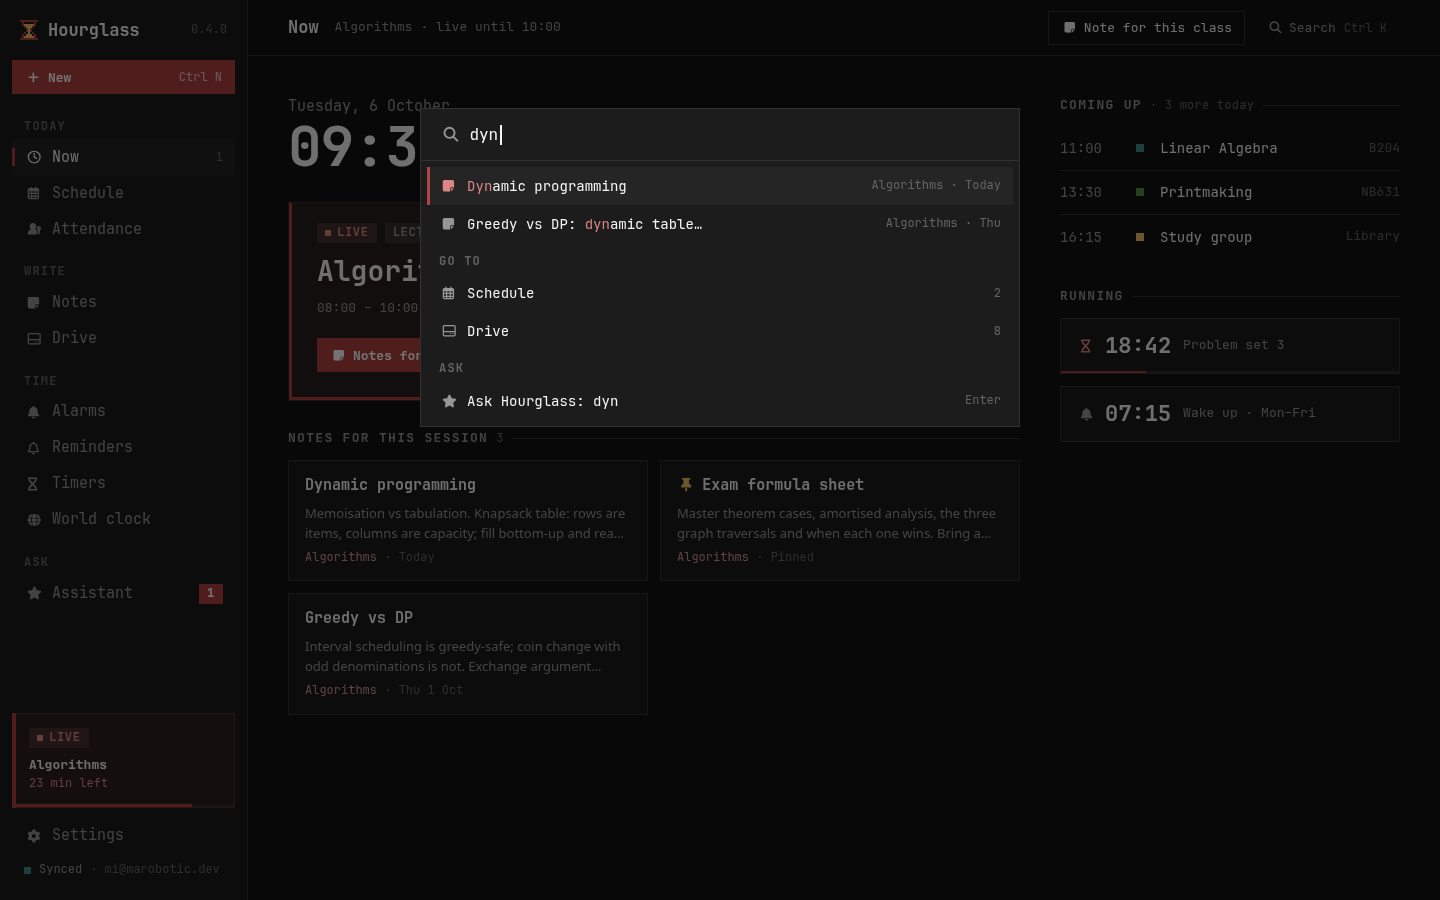 Hourglass 0.4.0
New Ctrl N
TODAY
Now 1
Schedule
Attendance
WRITE
Notes
Drive
TIME
Alarms
Reminders
Timers
World clock
ASK
Assistant 1
LIVE
Algorithms
23 min left
Settings
Synced · mi@marobotic.dev
Now Algorithms · live until 10:00
Note for this class
Search Ctrl K
Tuesday, 6 October
09:3
dyn
Dynamic programming Algorithms · Today
Greedy vs DP: dynamic table… Algorithms · Thu
GO TO
Schedule 2
Drive 8
ASK
Ask Hourglass: dyn Enter
LIVE LECT
Algorit
08:00 – 10:00
Notes for
NOTES FOR THIS SESSION 3
Dynamic programming
Memoisation vs tabulation. Knapsack table: rows are
items, columns are capacity; fill bottom-up and rea…
Algorithms · Today
Exam formula sheet
Master theorem cases, amortised analysis, the three
graph traversals and when each one wins. Bring a…
Algorithms · Pinned
Greedy vs DP
Interval scheduling is greedy-safe; coin change with
odd denominations is not. Exchange argument…
Algorithms · Thu 1 Oct
COMING UP · 3 more today
11:00 Linear Algebra B204
13:30 Printmaking NB631
16:15 Study group Library
RUNNING
18:42 Problem set 3
07:15 Wake up · Mon–Fri